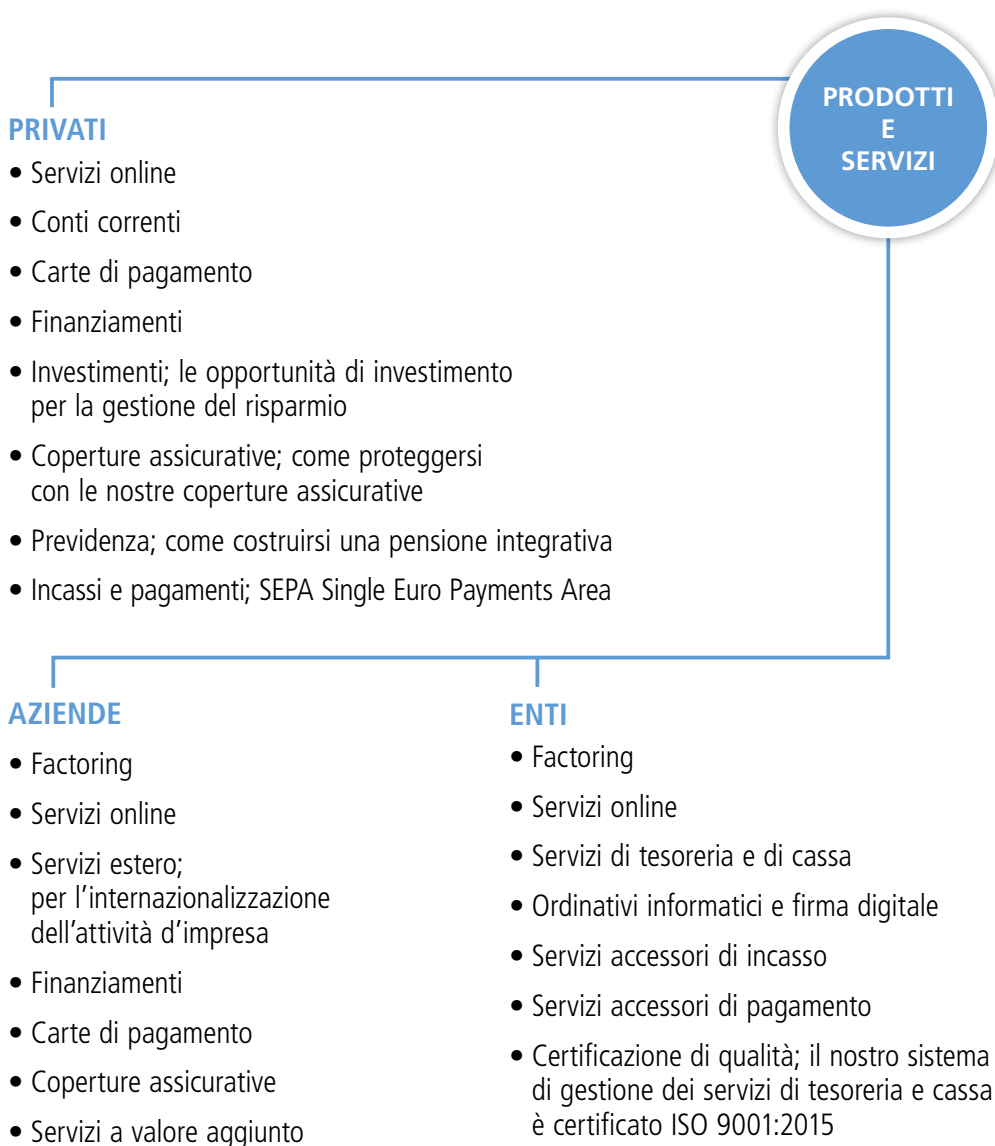 PRODOTTI
E
SERVIZI
PRIVATI
• Servizi online
• Conti correnti
• Carte di pagamento
• Finanziamenti
• Investimenti; le opportunità di investimento
per la gestione del risparmio
• Coperture assicurative; come proteggersi
con le nostre coperture assicurative
• Previdenza; come costruirsi una pensione integrativa
• Incassi e pagamenti; SEPA Single Euro Payments Area
AZIENDE
• Factoring
• Servizi online
• Servizi estero;
per l’internazionalizzazione
dell’attività d’impresa
• Finanziamenti
• Carte di pagamento
• Coperture assicurative
• Servizi a valore aggiunto
ENTI
• Factoring
• Servizi online
• Servizi di tesoreria e di cassa
• Ordinativi informatici e firma digitale
• Servizi accessori di incasso
• Servizi accessori di pagamento
• Certificazione di qualità; il nostro sistema
di gestione dei servizi di tesoreria e cassa
è certificato ISO 9001:2015